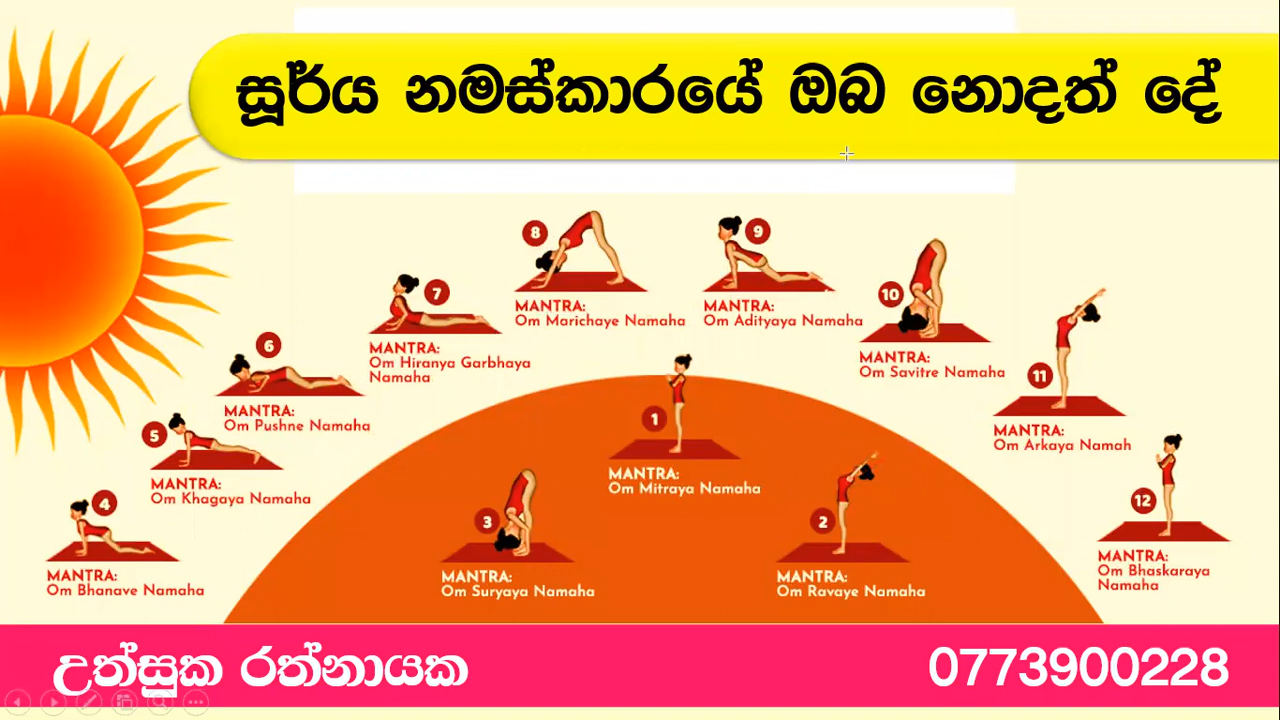 සූර්ය නමස්කාරයේ ඔබ නොදත් දේ
8
MANTRA:
Om Marichaye Namaha
9
MANTRA:
Om Adityaya Namaha
7
MANTRA:
Om Hiranya Garbhaya
Namaha
10
MANTRA:
Om Savitre Namaha
6
MANTRA:
Om Pushne Namaha
11
MANTRA:
Om Arkaya Namah
5
MANTRA:
Om Khagaya Namaha
1
MANTRA:
Om Mitraya Namaha
4
MANTRA:
Om Bhanave Namaha
3
MANTRA:
Om Suryaya Namaha
2
MANTRA:
Om Ravaye Namaha
12
MANTRA:
Om Bhaskaraya
Namaha
උත්සුක රත්නායක
0773900228